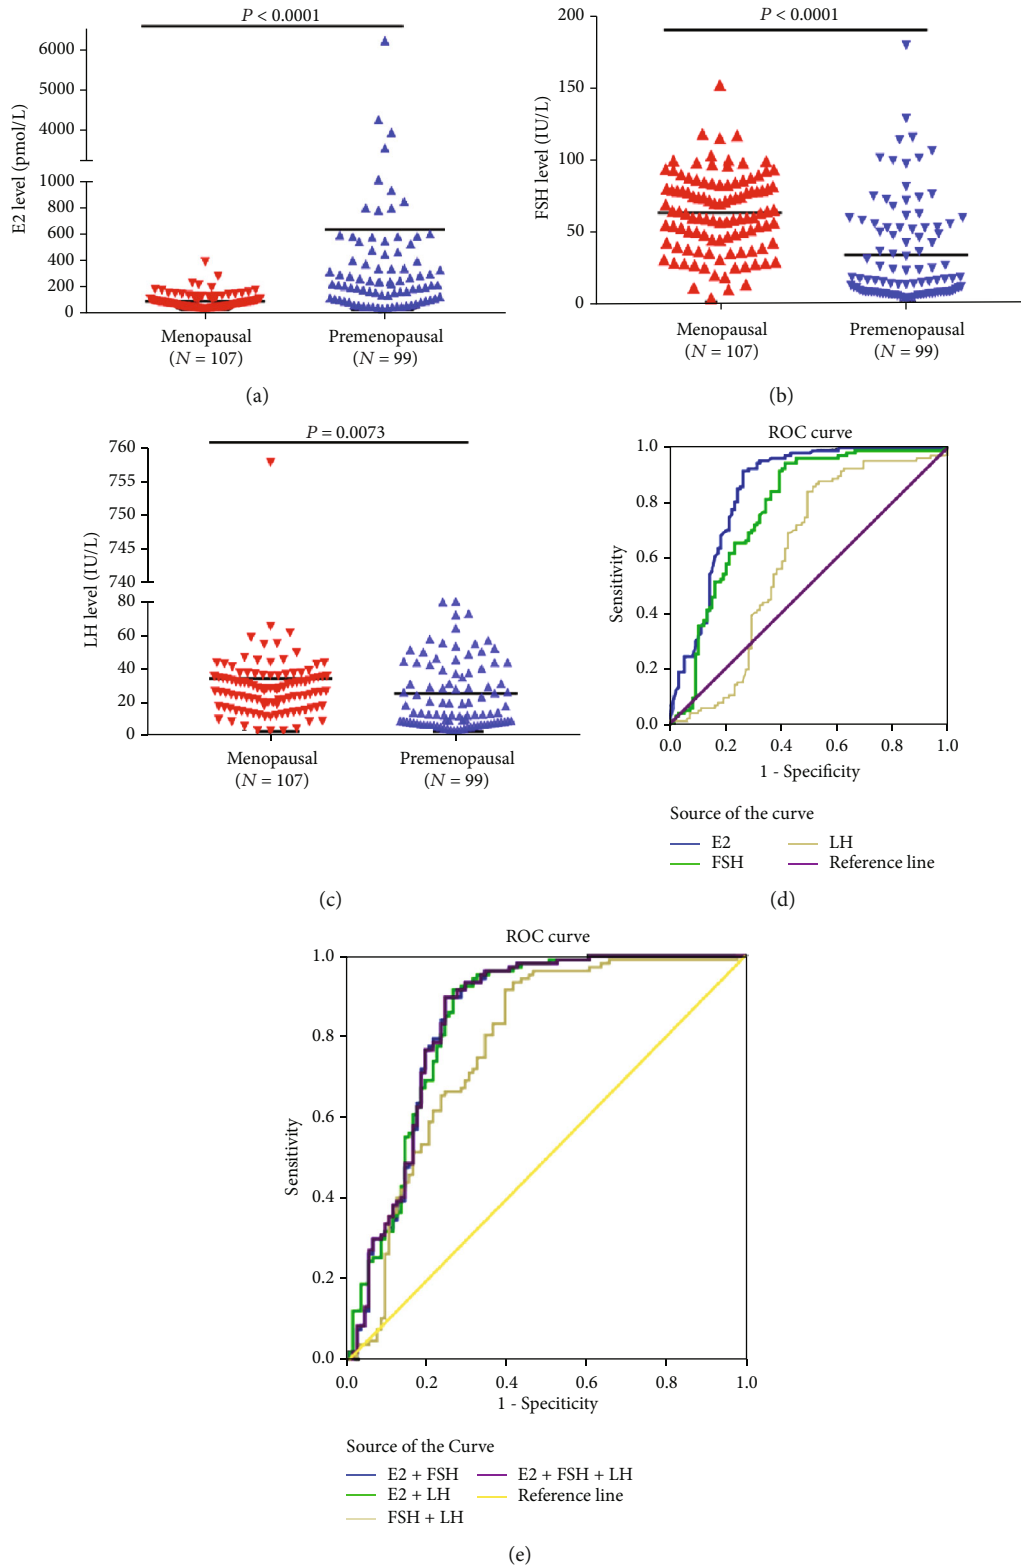 P < 0.0001
6000
4000
2000
1000
800
600
400
200
0
E2 level (pmol/L)
Menopausal
(N = 107)
Premenopausal
(N = 99)
(a)
P < 0.0001
200
150
100
50
0
FSH level (IU/L)
Menopausal
(N = 107)
Premenopausal
(N = 99)
(b)
P = 0.0073
760
755
750
745
740
80
60
40
20
0
LH level (IU/L)
Menopausal
(N = 107)
Premenopausal
(N = 99)
(c)
ROC curve
1.0
0.8
0.6
0.4
0.2
0.0
Sensitivity
0.0 0.2 0.4 0.6 0.8 1.0
1 - Specificity
Source of the curve
E2 LH
FSH Reference line
(d)
ROC curve
1.0
0.8
0.6
0.4
0.2
0.0
Sensitivity
0.0 0.2 0.4 0.6 0.8 1.0
1 - Speciticity
Source of the Curve
E2 + FSH E2 + FSH + LH
E2 + LH Reference line
FSH + LH
(e)